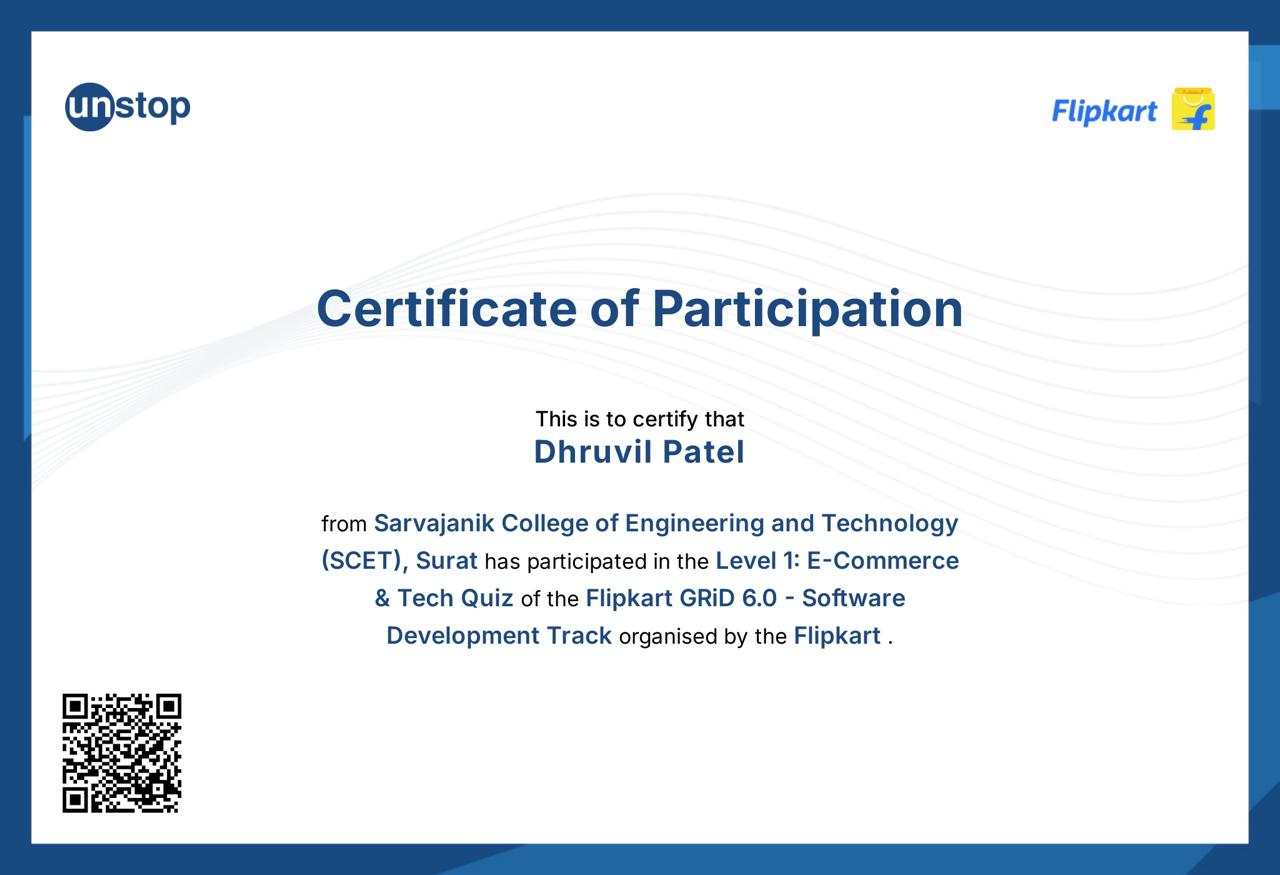 unstop
Flipkart
Certificate of Participation
This is to certify that
Dhruvil Patel
from Sarvajanik College of Engineering and Technology
(SCET), Surat has participated in the Level 1: E-Commerce
& Tech Quiz of the Flipkart GRiD 6.0 - Software
Development Track organised by the Flipkart .